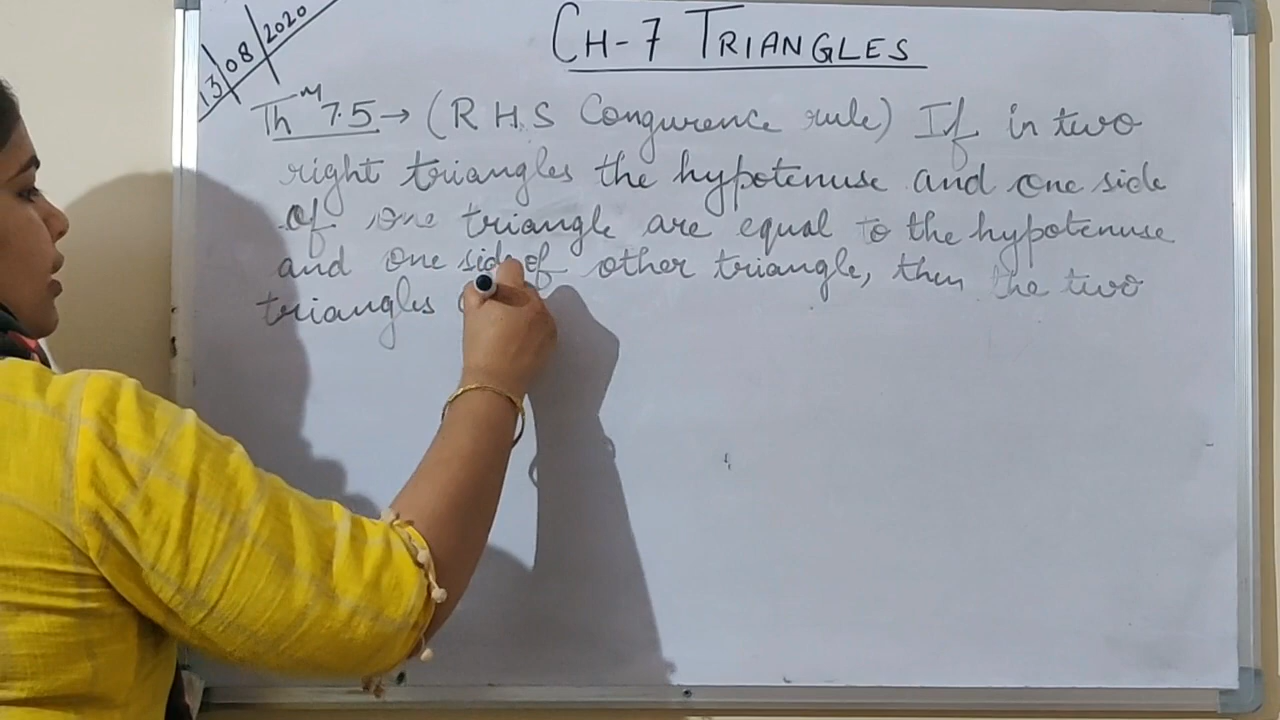 13/08/2020
CH-7 TRIANGLES
Thm 7.5→ (R.H.S Congurence rule) If in two
right triangles the hypotenuse and one side
of one triangle are equal to the hypotenuse
and one side of other triangle, then the two
triangles